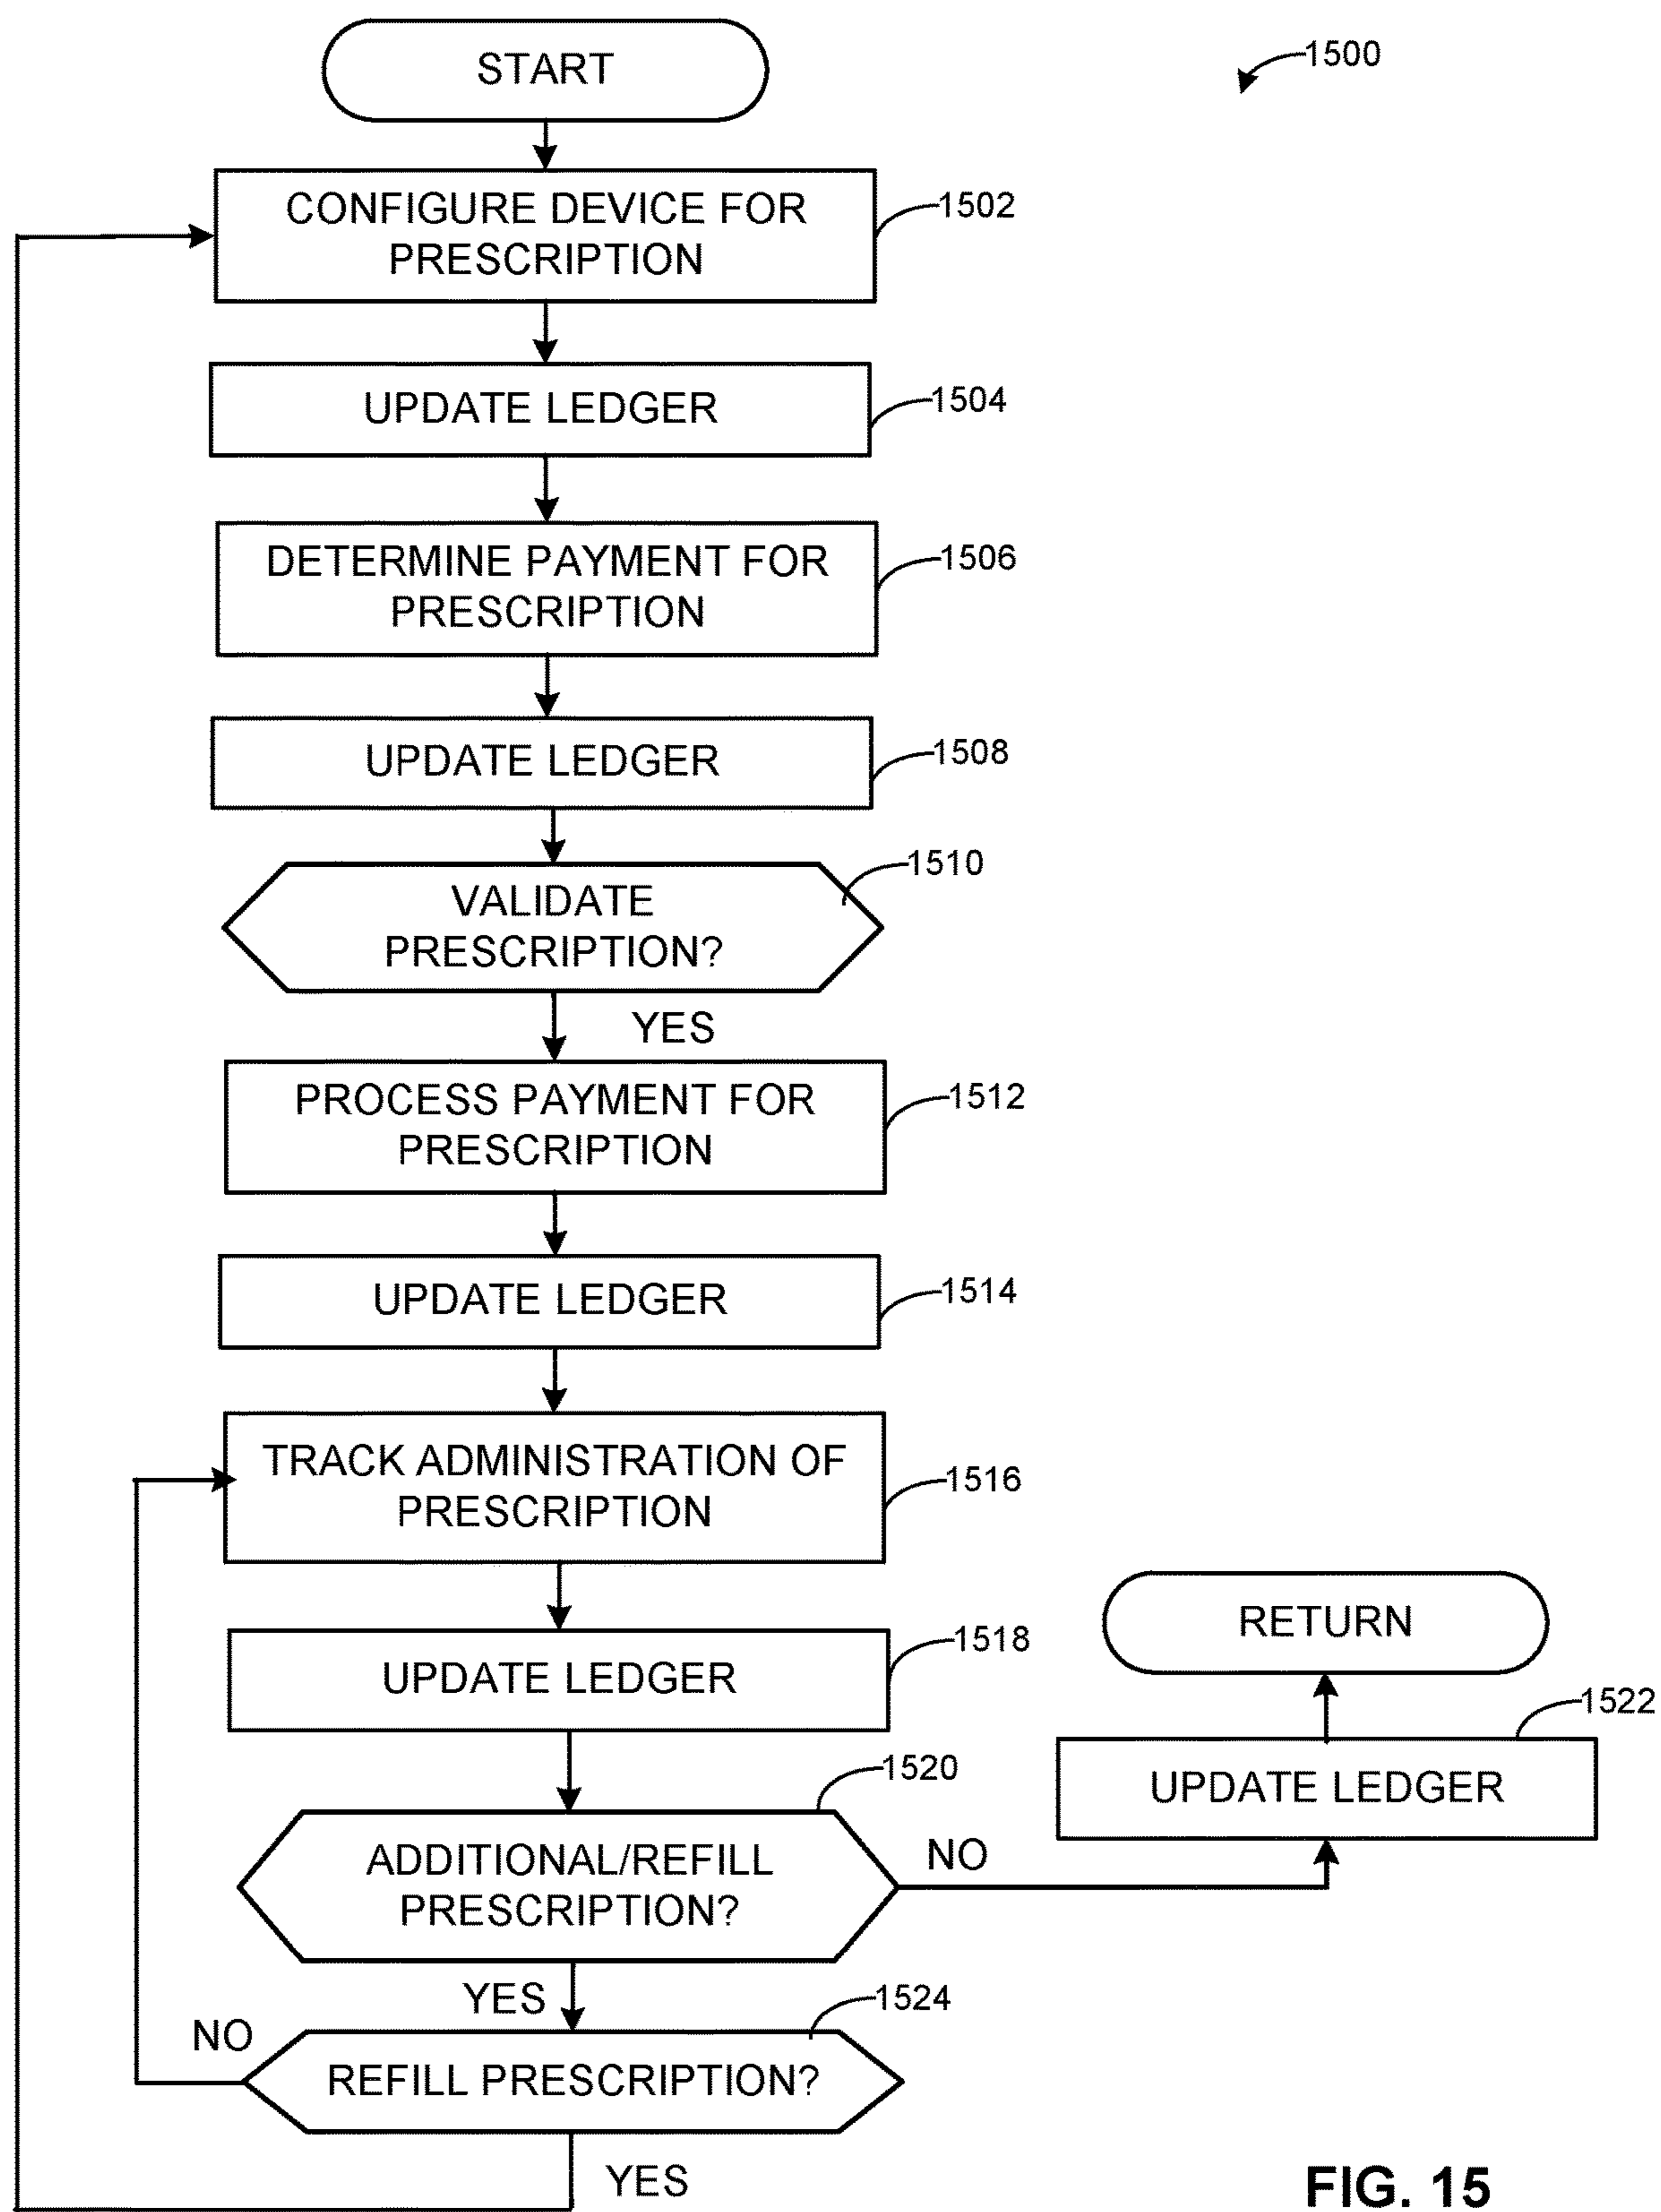 START
1500
CONFIGURE DEVICE FOR
PRESCRIPTION
1502
UPDATE LEDGER
1504
DETERMINE PAYMENT FOR
PRESCRIPTION
1506
UPDATE LEDGER
1508
VALIDATE
PRESCRIPTION?
1510
YES
PROCESS PAYMENT FOR
PRESCRIPTION
1512
UPDATE LEDGER
1514
TRACK ADMINISTRATION OF
PRESCRIPTION
1516
UPDATE LEDGER
1518
RETURN
1522
UPDATE LEDGER
1520
ADDITIONAL/REFILL
PRESCRIPTION?
NO
YES
1524
NO
REFILL PRESCRIPTION?
YES
FIG. 15